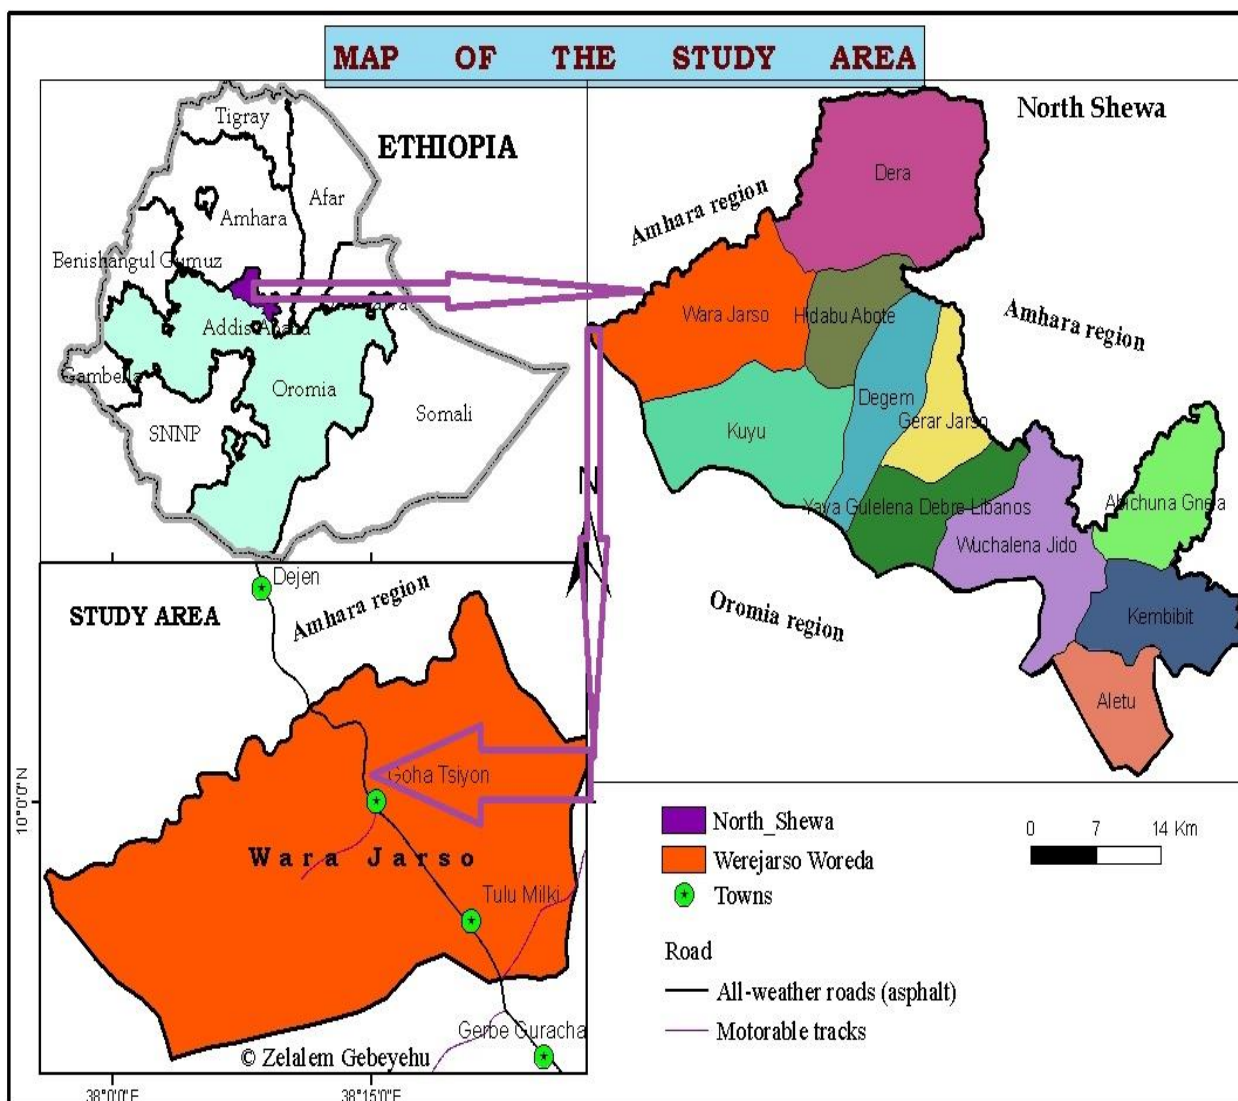 MAP OF THE STUDY AREA
ETHIOPIA
Tigray
Afar
Amhara
Benishangul Gumuz
Addis Ababa
Gambella
Oromia
SNNP
Somali
North Shewa
Dera
Amhara region
Amhara region
Wara Jarso
Hidabu Abote
Degem
Gerar Jarso
Kuyu
Yaya Gulelena Debre Libanos
Wuchalena Jido
Abichuna Gnea
Kembibit
Aletu
Oromia region
N
STUDY AREA
Dejen
Amhara region
Goha Tsiyon
Wara Jarso
Tulu Milki
Gerbe Guracha
© Zelalem Gebeyehu
10°0'0"N
38°0'0"E
38°15'0"E
North_Shewa
Werejarso Woreda
Towns
Road
All-weather roads (asphalt)
Motorable tracks
0 7 14 Km